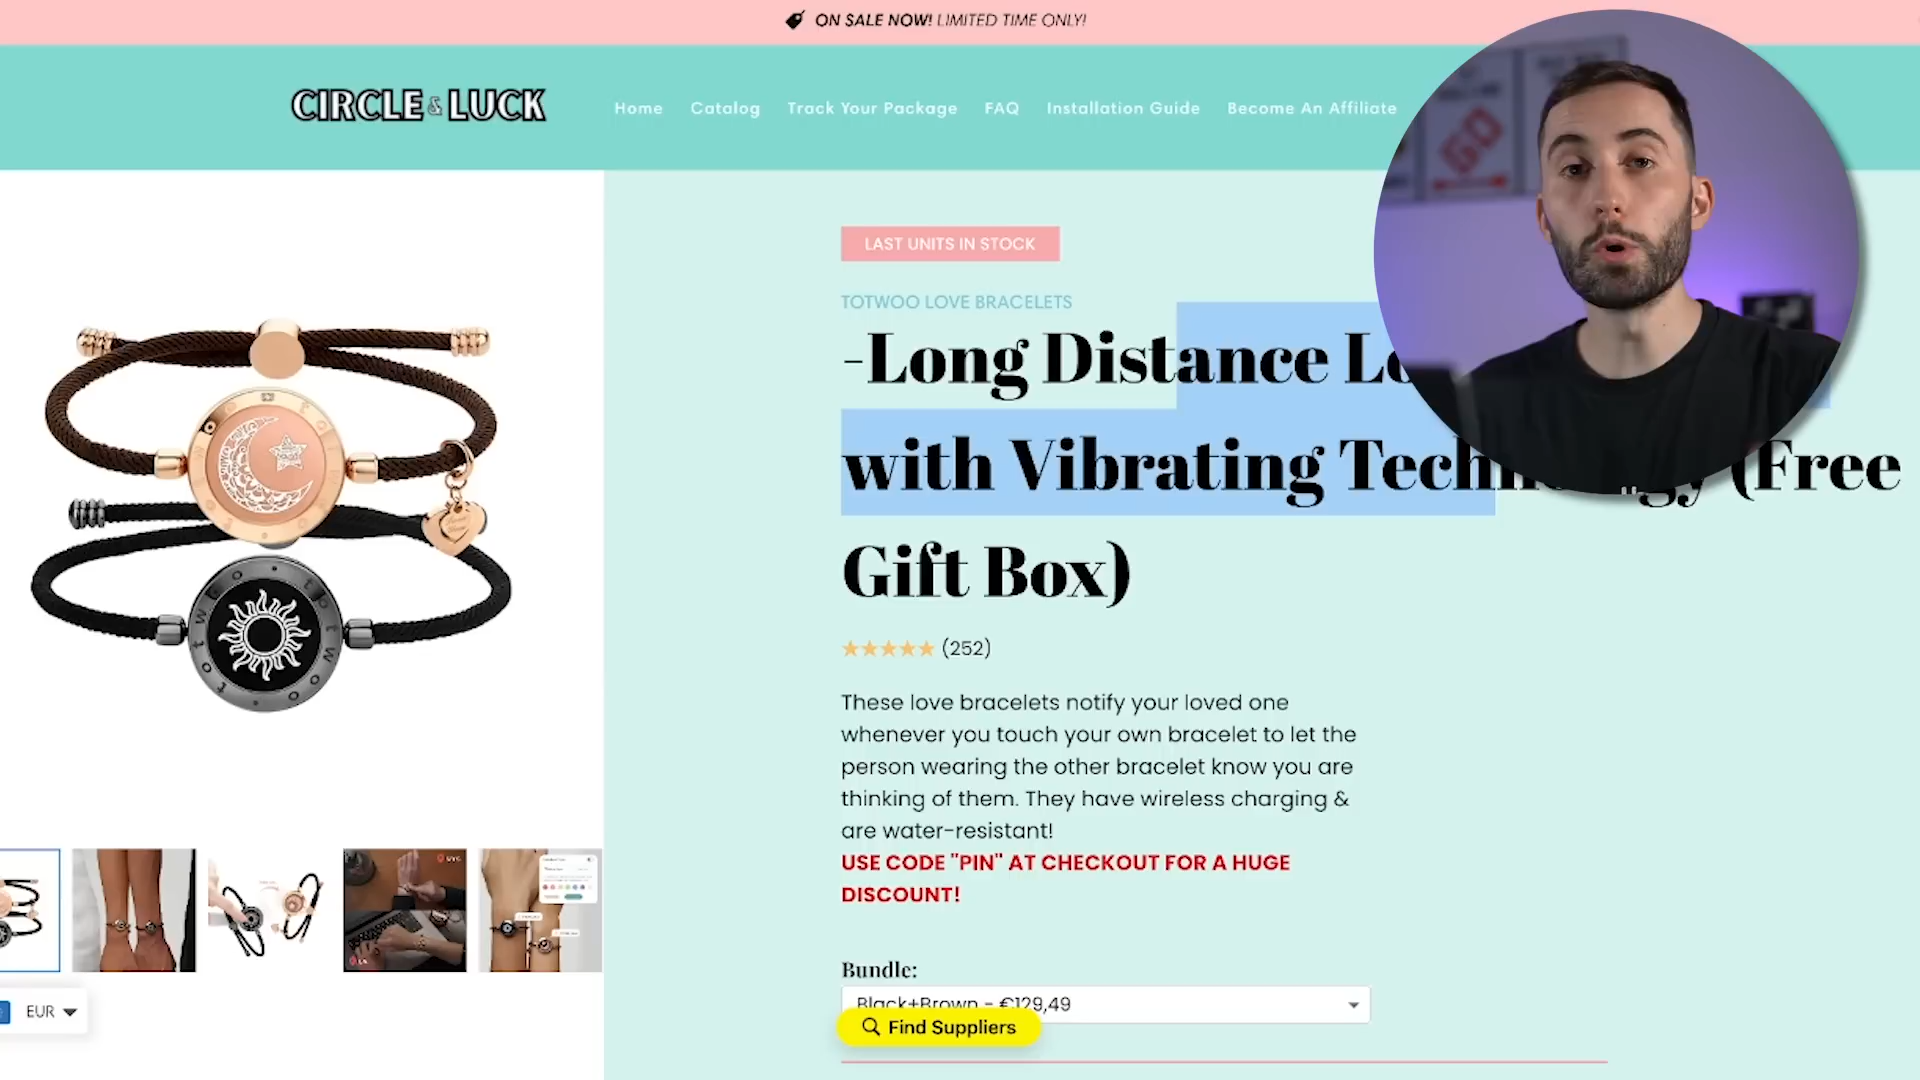 ON SALE NOW! LIMITED TIME ONLY!
CIRCLE & LUCK
Home Catalog Track Your Package FAQ Installation Guide Become An Affiliate
GO
LAST UNITS IN STOCK
TOTWOO LOVE BRACELETS
-Long Distance
with Vibrating (Free
Gift Box)
(252)
These love bracelets notify your loved one
whenever you touch your own bracelet to let the
person wearing the other bracelet know you are
thinking of them. They have wireless charging &
are water-resistant!
USE CODE "PIN" AT CHECKOUT FOR A HUGE
DISCOUNT!
Bundle:
Black+Brown - €129,49
Find Suppliers
EUR
totwoo